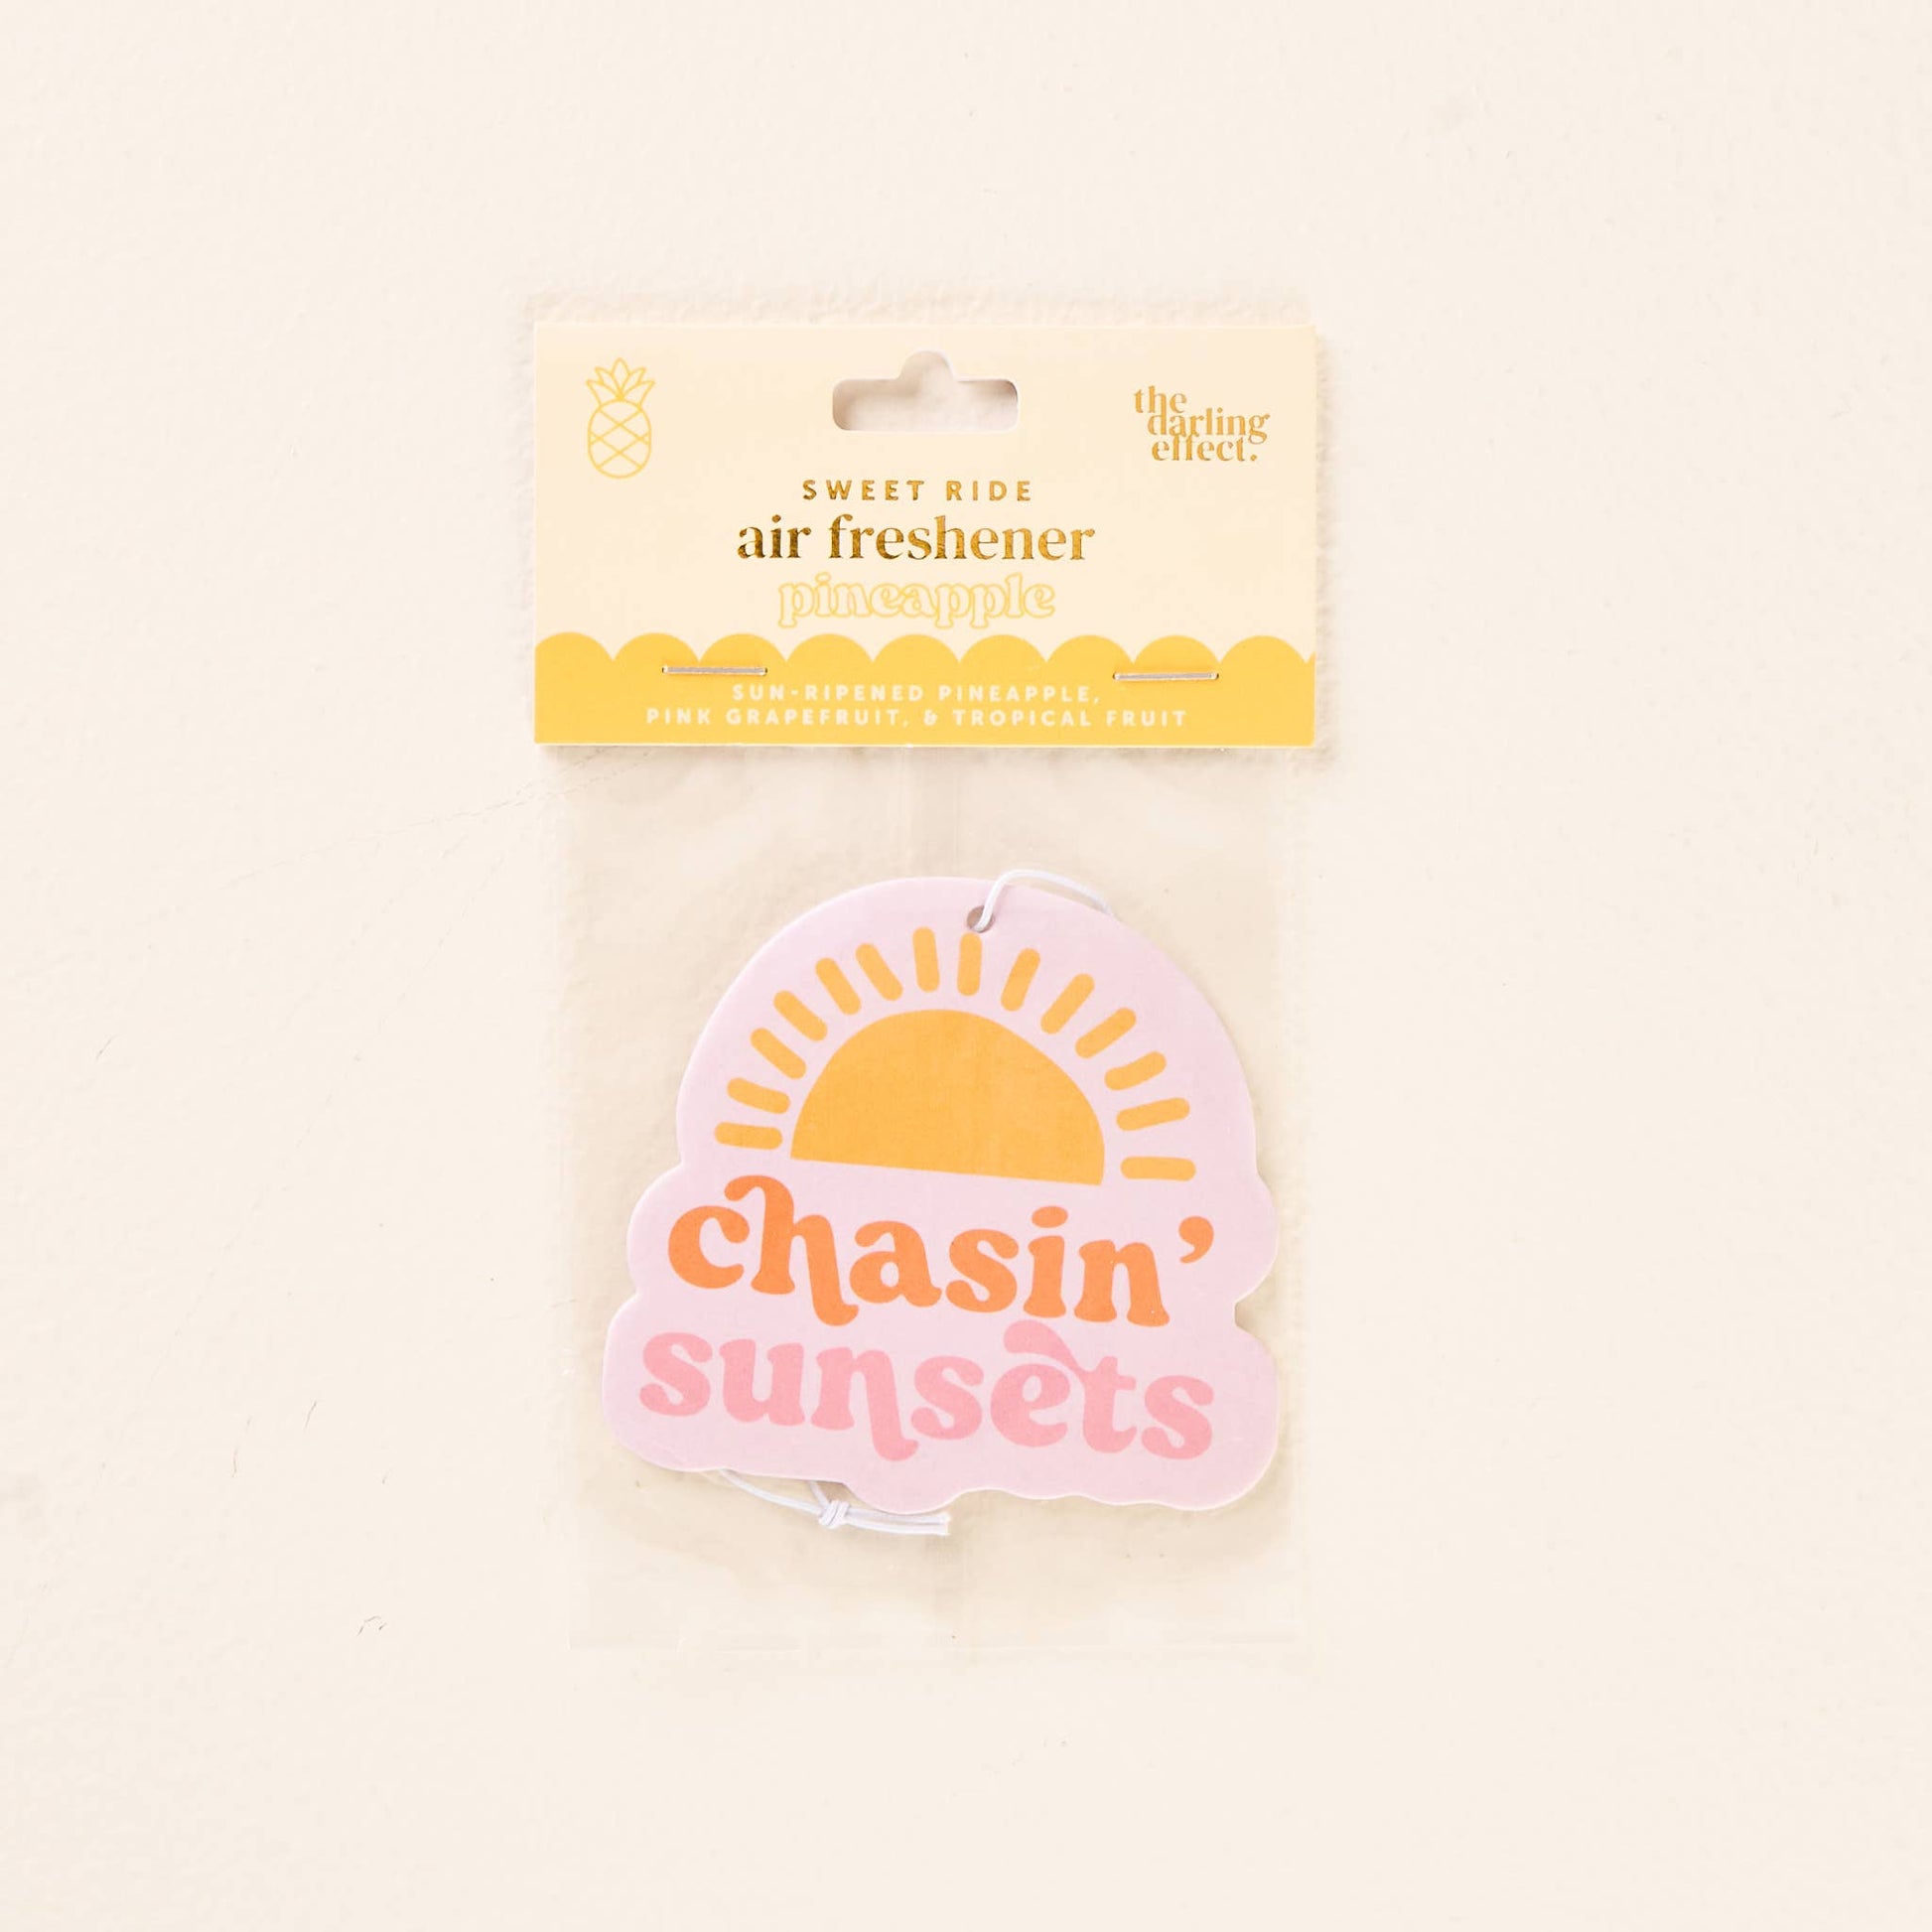 the
darling
effect.
SWEET RIDE
air freshener
pineapple
SUN-RIPENED PINEAPPLE,
PINK GRAPEFRUIT, & TROPICAL FRUIT
chasin'
sunsets